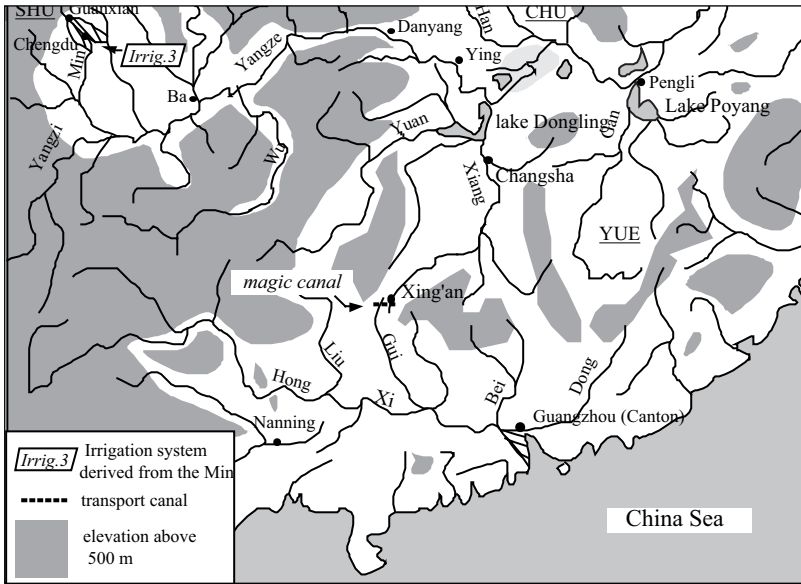 SHU
Guanxian
Chengdu
Min
Irrig.3
Danyang
Han
CHU
Yangze
Ying
Ba
Pengli
Lake Poyang
Yangzi
Yuan
lake Dongling
Gan
Wu
Xiang
Changsha
YUE
magic canal
Xing'an
Liu
Gui
Hong
Xi
Bei
Dong
Nanning
Guangzhou (Canton)
Irrig.3
Irrigation system
derived from the Min
transport canal
elevation above
500 m
China Sea